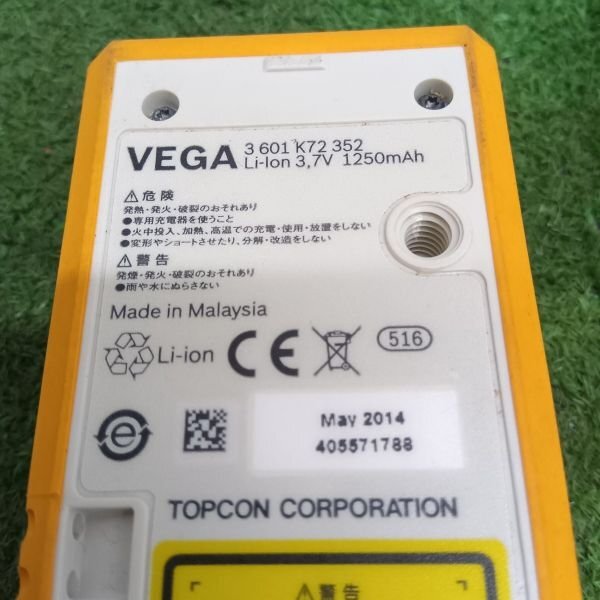 VEGA 3 601 K72 352
Li-Ion 3,7V 1250mAh
⚠危険
発熱・発火・破裂のおそれあり
●専用充電器を使うこと
●火中投入、加熱、高温での充電・使用・放置をしない
●変形やショートさせたり、分解・改造をしない
⚠警告
発煙・発火・破裂のおそれあり
●雨や水にぬらさない
Made in Malaysia
Li-ion CE 516
e
May 2014
405571788
TOPCON CORPORATION
⚠警告